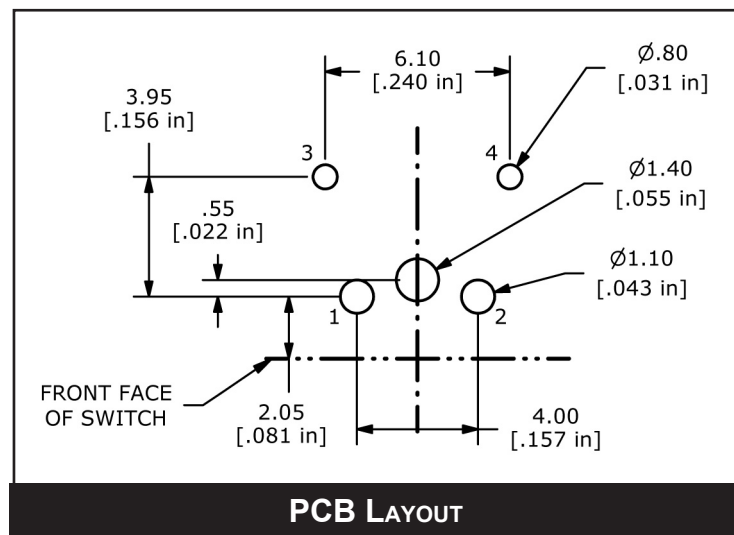 6.10
[.240 in]
Ø.80
[.031 in]
3.95
[.156 in]
3
4
Ø1.40
[.055 in]
.55
[.022 in]
Ø1.10
[.043 in]
1
2
FRONT FACE
OF SWITCH
2.05
[.081 in]
4.00
[.157 in]
PCB LAYOUT